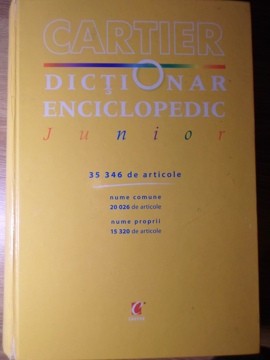 CARTIER
DICŢIONAR
ENCICLOPEDIC
Junior
35 346 de articole
nume comune
20 026 de articole
nume proprii
15 320 de articole